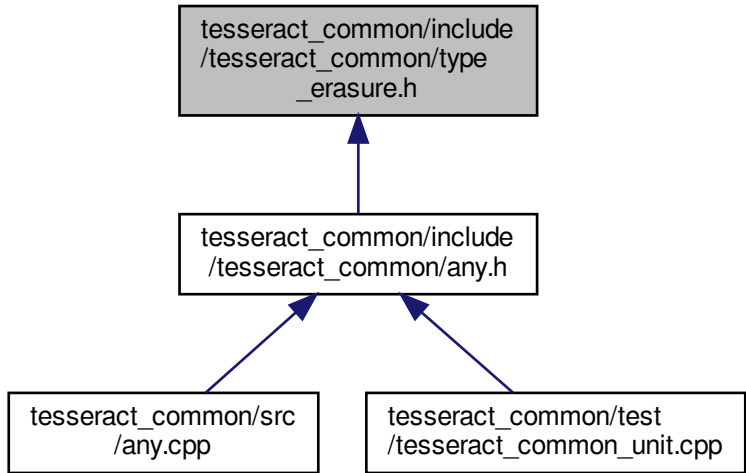 tesseract_common/include
/tesseract_common/type
_erasure.h
tesseract_common/include
/tesseract_common/any.h
tesseract_common/src
/any.cpp
tesseract_common/test
/tesseract_common_unit.cpp